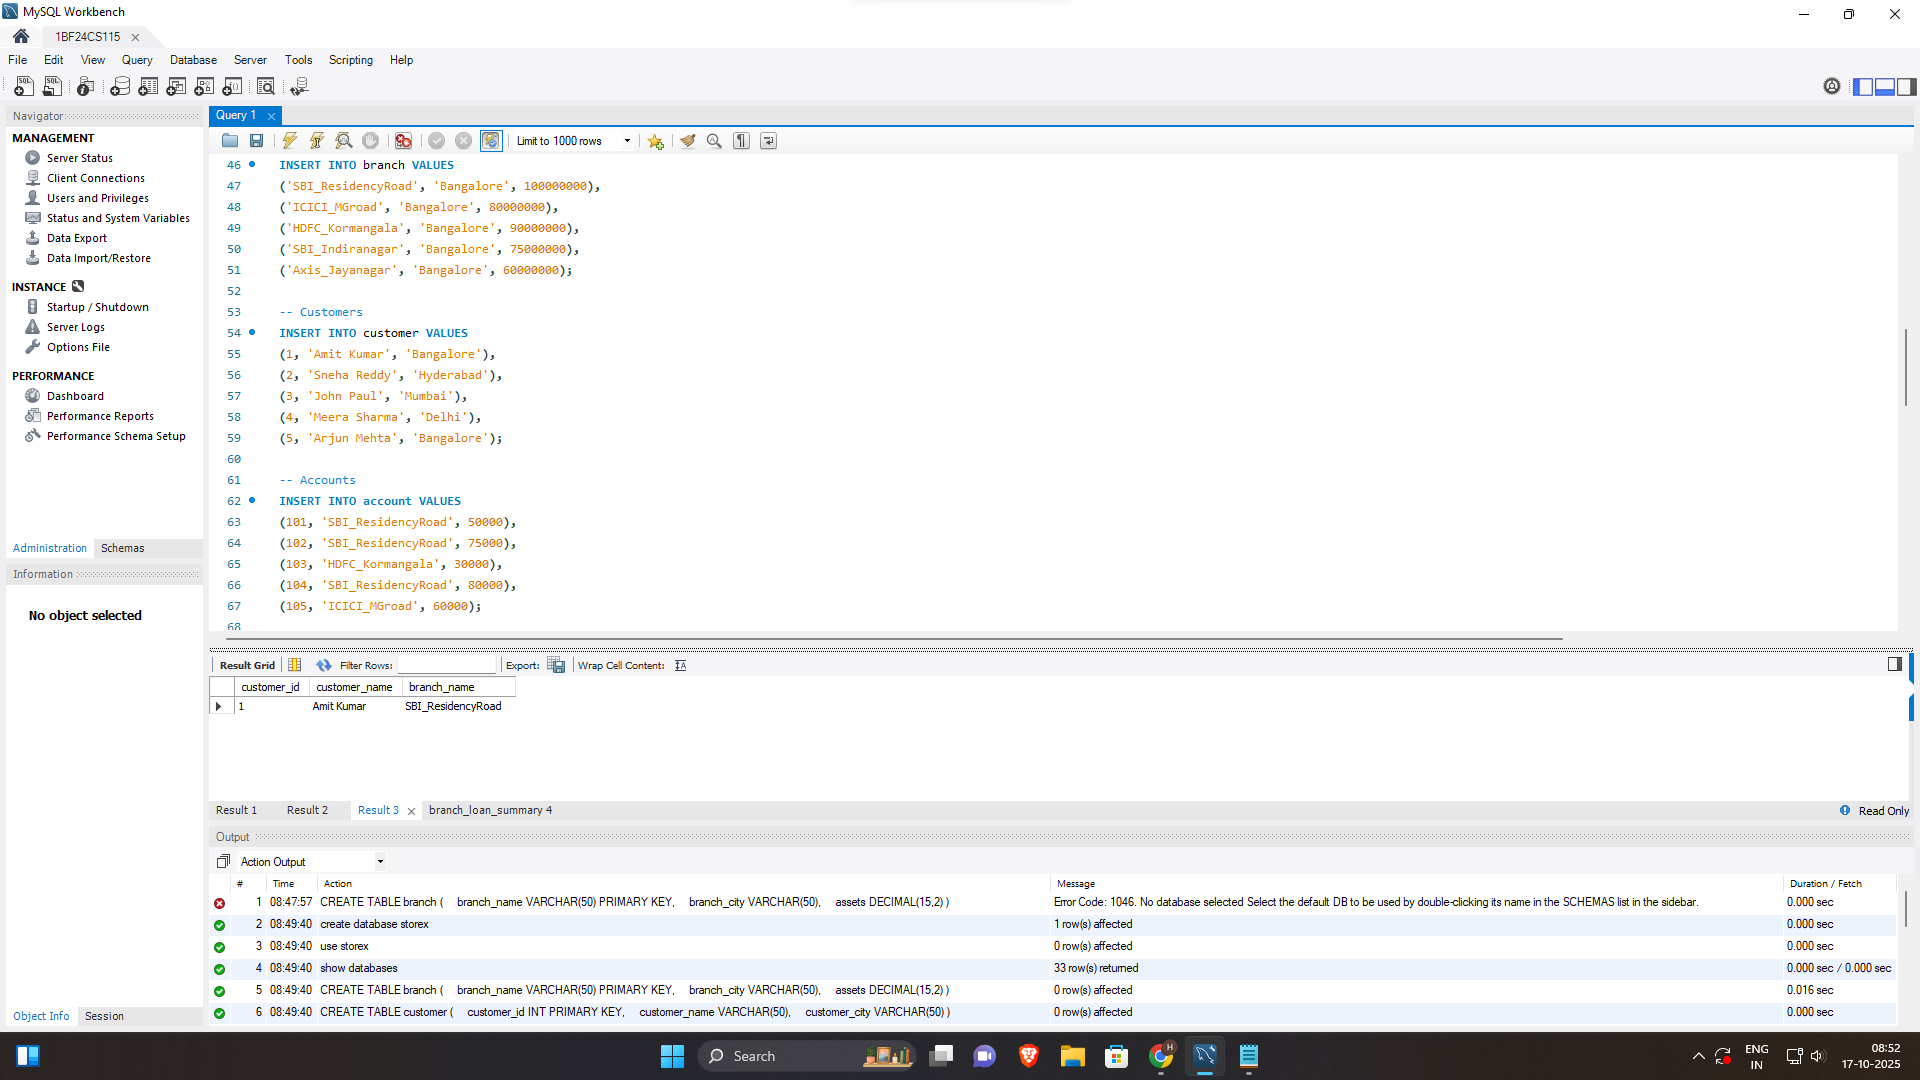 MySQL Workbench
1BF24CS115
File Edit View Query Database Server Tools Scripting Help
Navigator
MANAGEMENT
Server Status
Client Connections
Users and Privileges
Status and System Variables
Data Export
Data Import/Restore
INSTANCE
Startup / Shutdown
Server Logs
Options File
PERFORMANCE
Dashboard
Performance Reports
Performance Schema Setup
Administration Schemas
Information
No object selected
Object Info Session
Query 1
Limit to 1000 rows
46 INSERT INTO branch VALUES
47 ('SBI_ResidencyRoad', 'Bangalore', 100000000),
48 ('ICICI_MGroad', 'Bangalore', 80000000),
49 ('HDFC_Kormangala', 'Bangalore', 90000000),
50 ('SBI_Indiranagar', 'Bangalore', 75000000),
51 ('Axis_Jayanagar', 'Bangalore', 60000000);
52
53 -- Customers
54 INSERT INTO customer VALUES
55 (1, 'Amit Kumar', 'Bangalore'),
56 (2, 'Sneha Reddy', 'Hyderabad'),
57 (3, 'John Paul', 'Mumbai'),
58 (4, 'Meera Sharma', 'Delhi'),
59 (5, 'Arjun Mehta', 'Bangalore');
60
61 -- Accounts
62 INSERT INTO account VALUES
63 (101, 'SBI_ResidencyRoad', 50000),
64 (102, 'SBI_ResidencyRoad', 75000),
65 (103, 'HDFC_Kormangala', 30000),
66 (104, 'SBI_ResidencyRoad', 80000),
67 (105, 'ICICI_MGroad', 60000);
68
Result Grid Filter Rows: Export: Wrap Cell Content:
customer_id customer_name branch_name
1 Amit Kumar SBI_ResidencyRoad
Result 1 Result 2 Result 3 branch_loan_summary 4 Read Only
Output
Action Output
# Time Action Message Duration / Fetch
1 08:47:57 CREATE TABLE branch ( branch_name VARCHAR(50) PRIMARY KEY, branch_city VARCHAR(50), assets DECIMAL(15,2) ) Error Code: 1046. No database selected Select the default DB to be used by double-clicking its name in the SCHEMAS list in the sidebar. 0.000 sec
2 08:49:40 create database storex 1 row(s) affected 0.000 sec
3 08:49:40 use storex 0 row(s) affected 0.000 sec
4 08:49:40 show databases 33 row(s) returned 0.000 sec / 0.000 sec
5 08:49:40 CREATE TABLE branch ( branch_name VARCHAR(50) PRIMARY KEY, branch_city VARCHAR(50), assets DECIMAL(15,2) ) 0 row(s) affected 0.016 sec
6 08:49:40 CREATE TABLE customer ( customer_id INT PRIMARY KEY, customer_name VARCHAR(50), customer_city VARCHAR(50) ) 0 row(s) affected 0.000 sec
Search
ENG
IN
08:52
17-10-2025